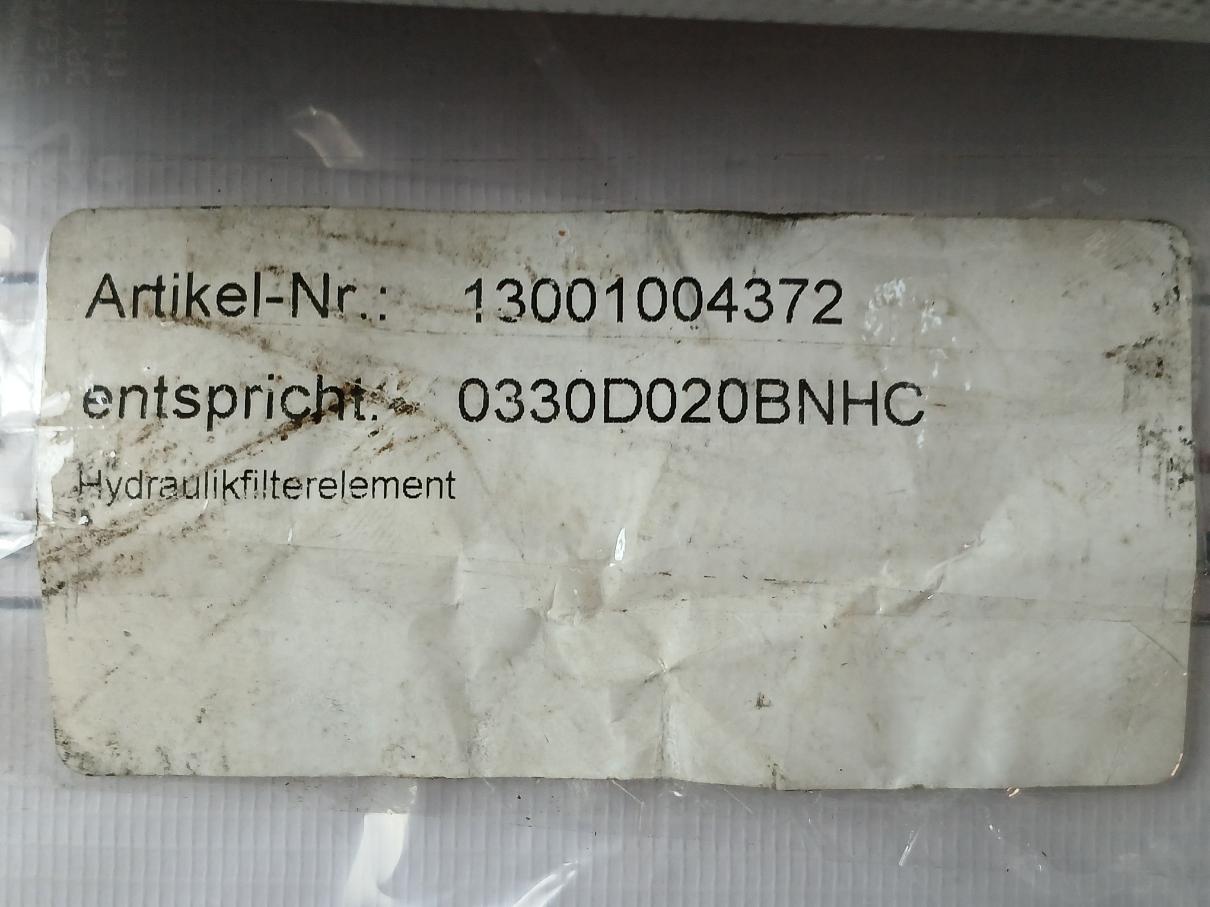 Artikel-Nr.: 13001004372
entspricht: 0330D020BNHC
Hydraulikfilterelement